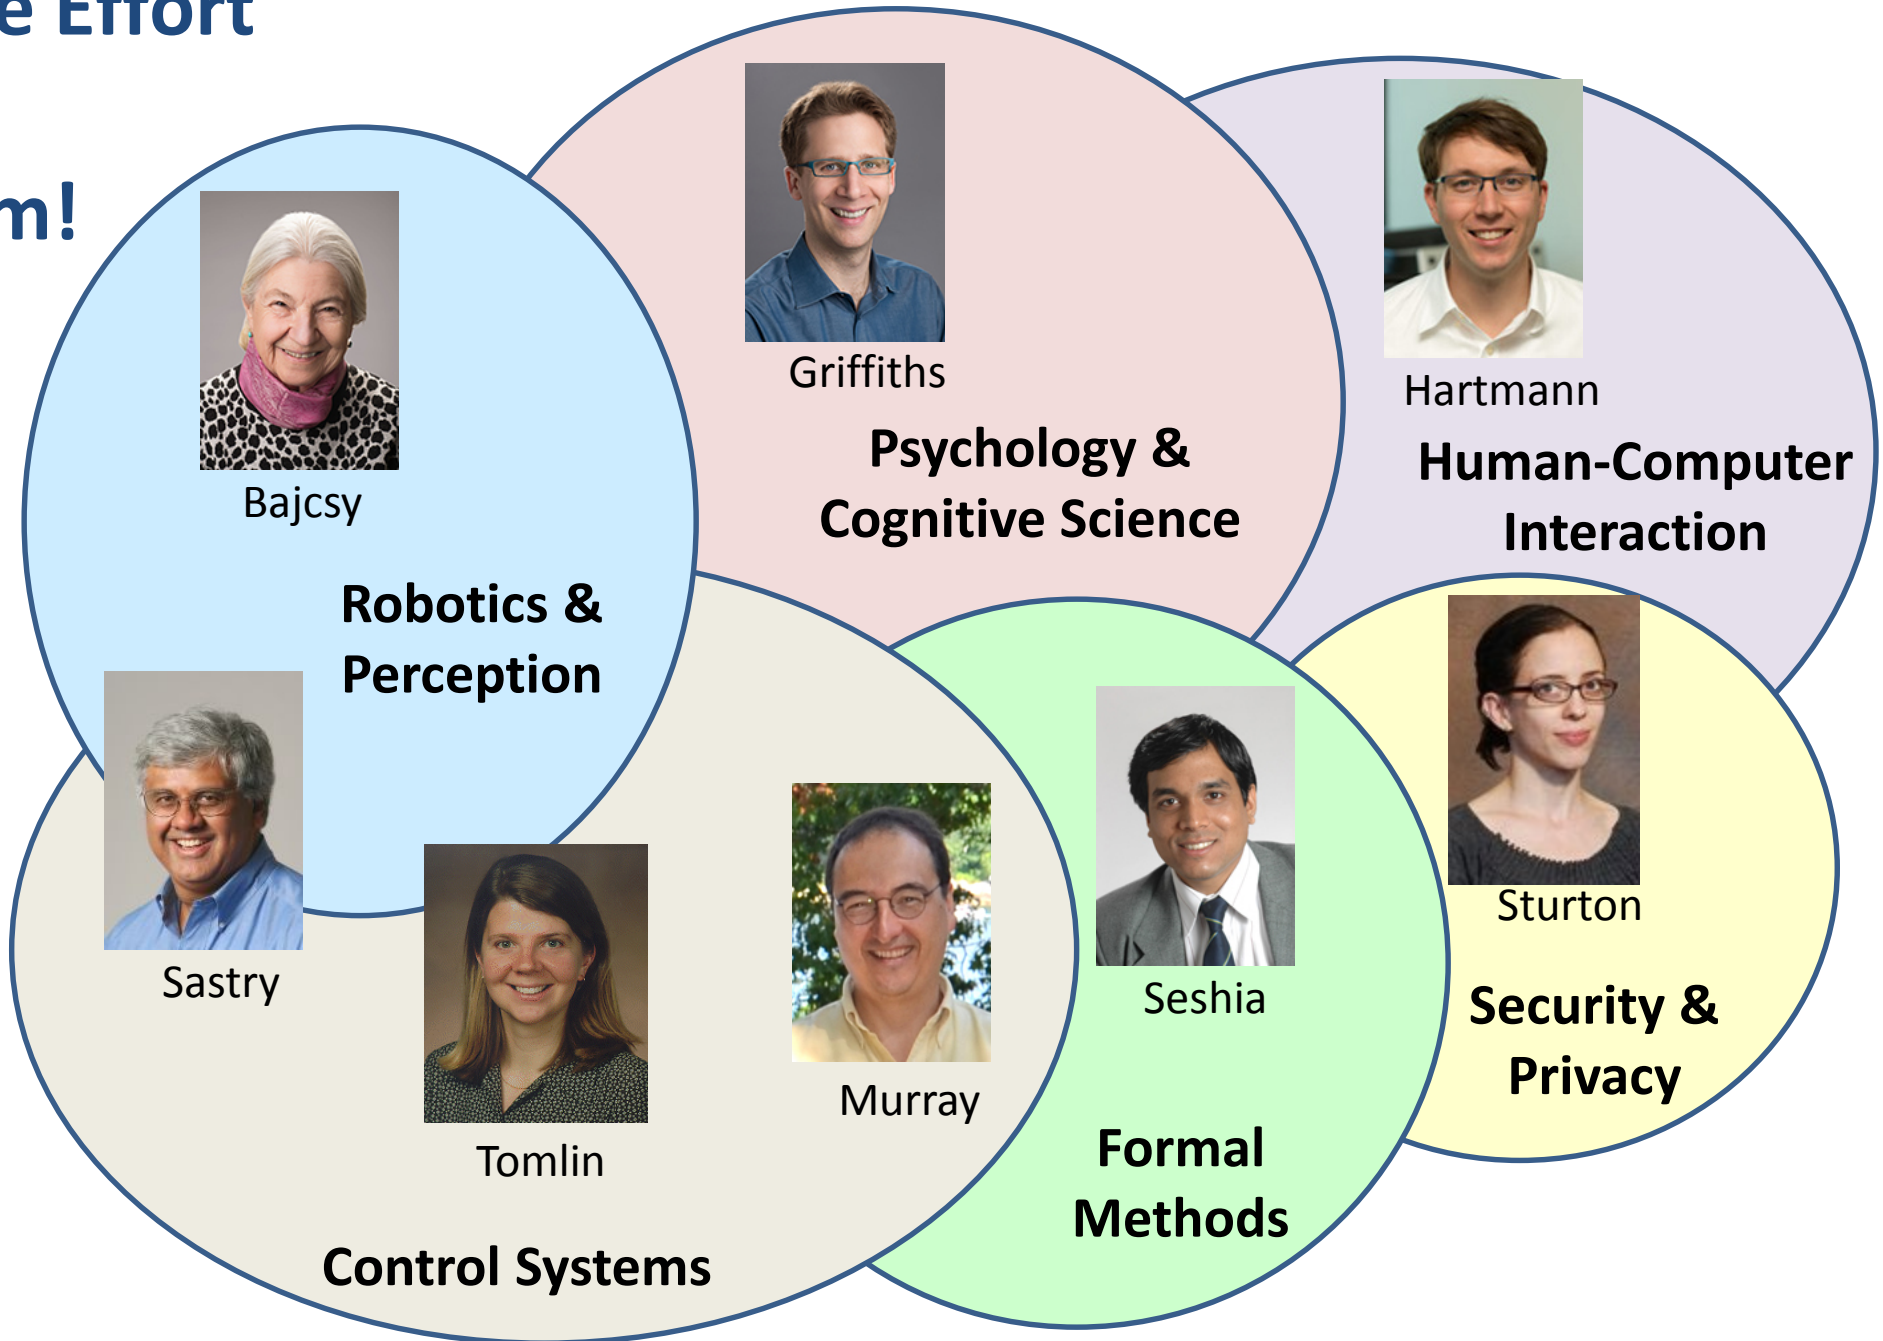 e Effort
m!
Griffiths
Hartmann
Psychology &
Cognitive Science
Human-Computer
Interaction
Bajcsy
Robotics &
Perception
Sturton
Sastry
Seshia
Security &
Privacy
Murray
Tomlin
Formal
Methods
Control Systems